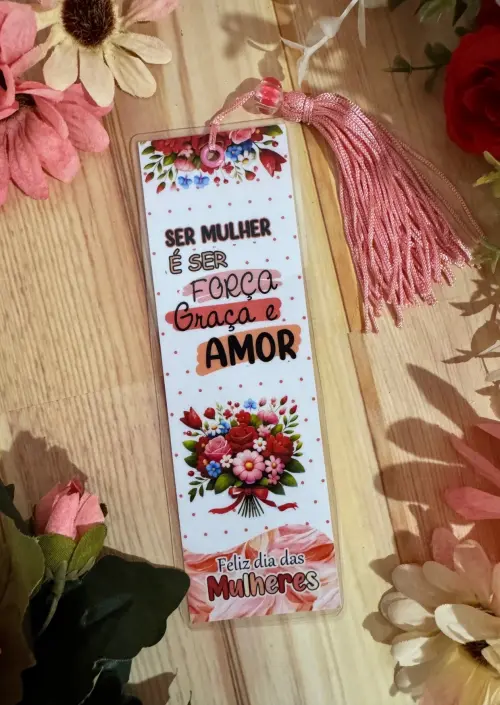 SER MULHER
É SER
FORÇA
Graça e
AMOR
Feliz dia das
Mulheres